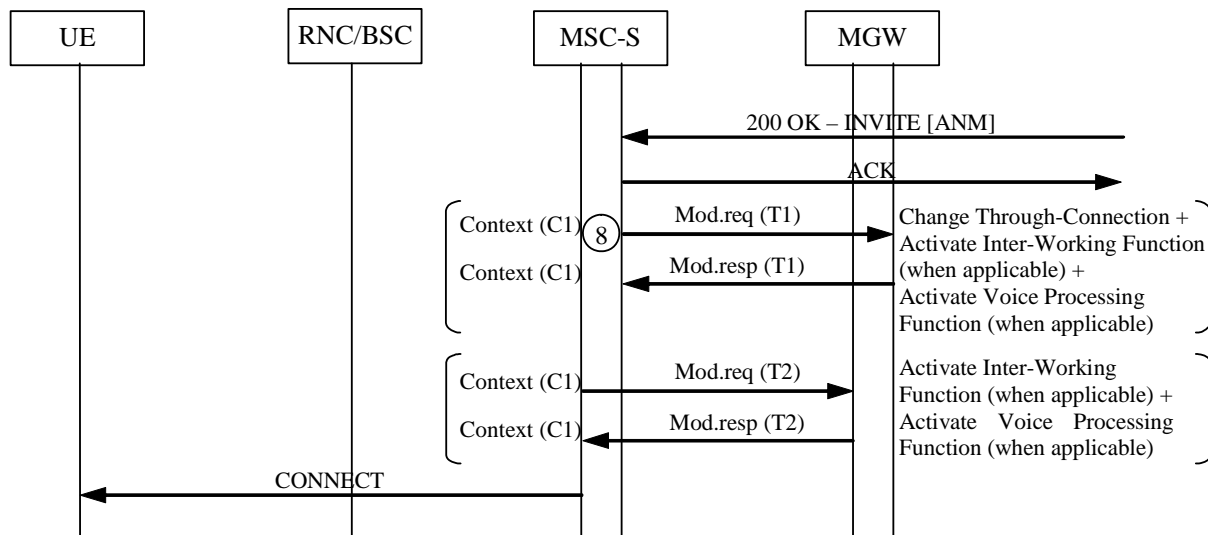 UE
RNC/BSC
MSC-S
MGW
200 OK – INVITE [ANM]
ACK
Context (C1)
8
Mod.req (T1)
Change Through-Connection +
Activate Inter-Working Function
(when applicable) +
Activate Voice Processing
Function (when applicable)
Context (C1)
Mod.resp (T1)
Context (C1)
Mod.req (T2)
Activate Inter-Working
Function (when applicable) +
Activate Voice Processing
Function (when applicable)
Context (C1)
Mod.resp (T2)
CONNECT